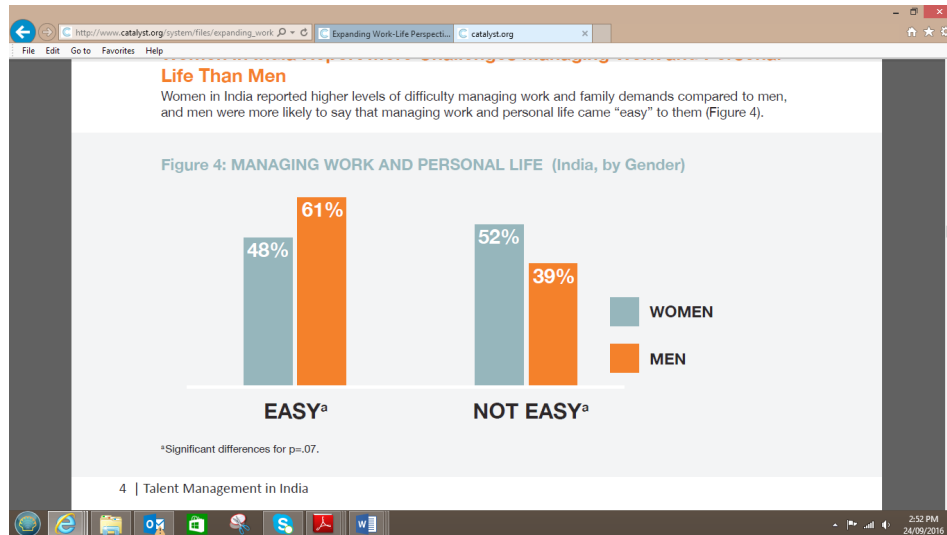 http://www.catalyst.org/system/files/expanding_work
Expanding Work-Life Perspecti...
catalyst.org
File Edit Go to Favorites Help
Life Than Men
Women in India reported higher levels of difficulty managing work and family demands compared to men,
and men were more likely to say that managing work and personal life came “easy” to them (Figure 4).
Figure 4: MANAGING WORK AND PERSONAL LIFE (India, by Gender)
61%
48%
52%
39%
WOMEN
MEN
EASYᵃ
NOT EASYᵃ
ᵃSignificant differences for p=.07.
4 | Talent Management in India
2:52 PM
24/09/2016